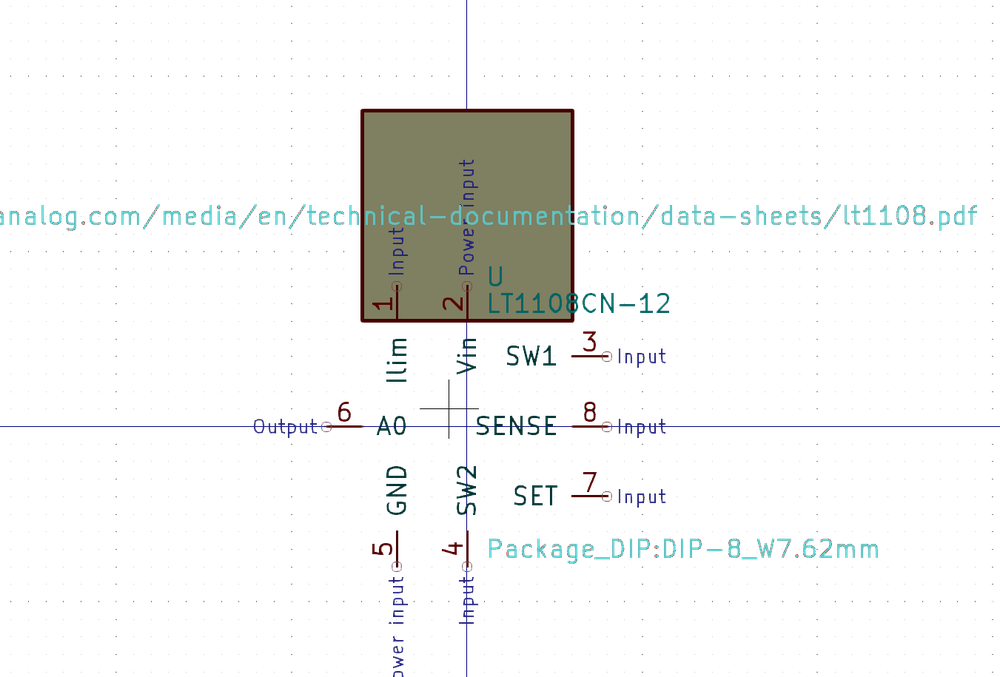 Power input
analog.com/media/en/technical-documentation/data-sheets/lt1108.pdf
Input
U
1
2
LT1108CN-12
Ilim
Vin
SW1
3
Input
Output
6
A0
SENSE
8
Input
GND
SW2
SET
7
Input
5
4
Package_DIP:DIP-8_W7.62mm
ower input
Input